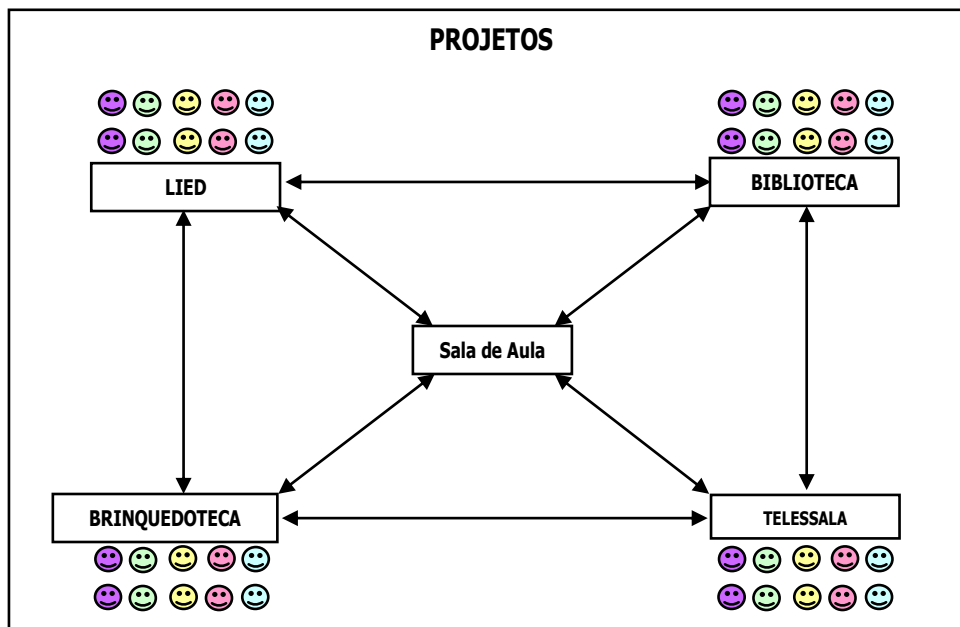 PROJETOS
LIED
BIBLIOTECA
Sala de Aula
BRINQUEDOTECA
TELESSALA